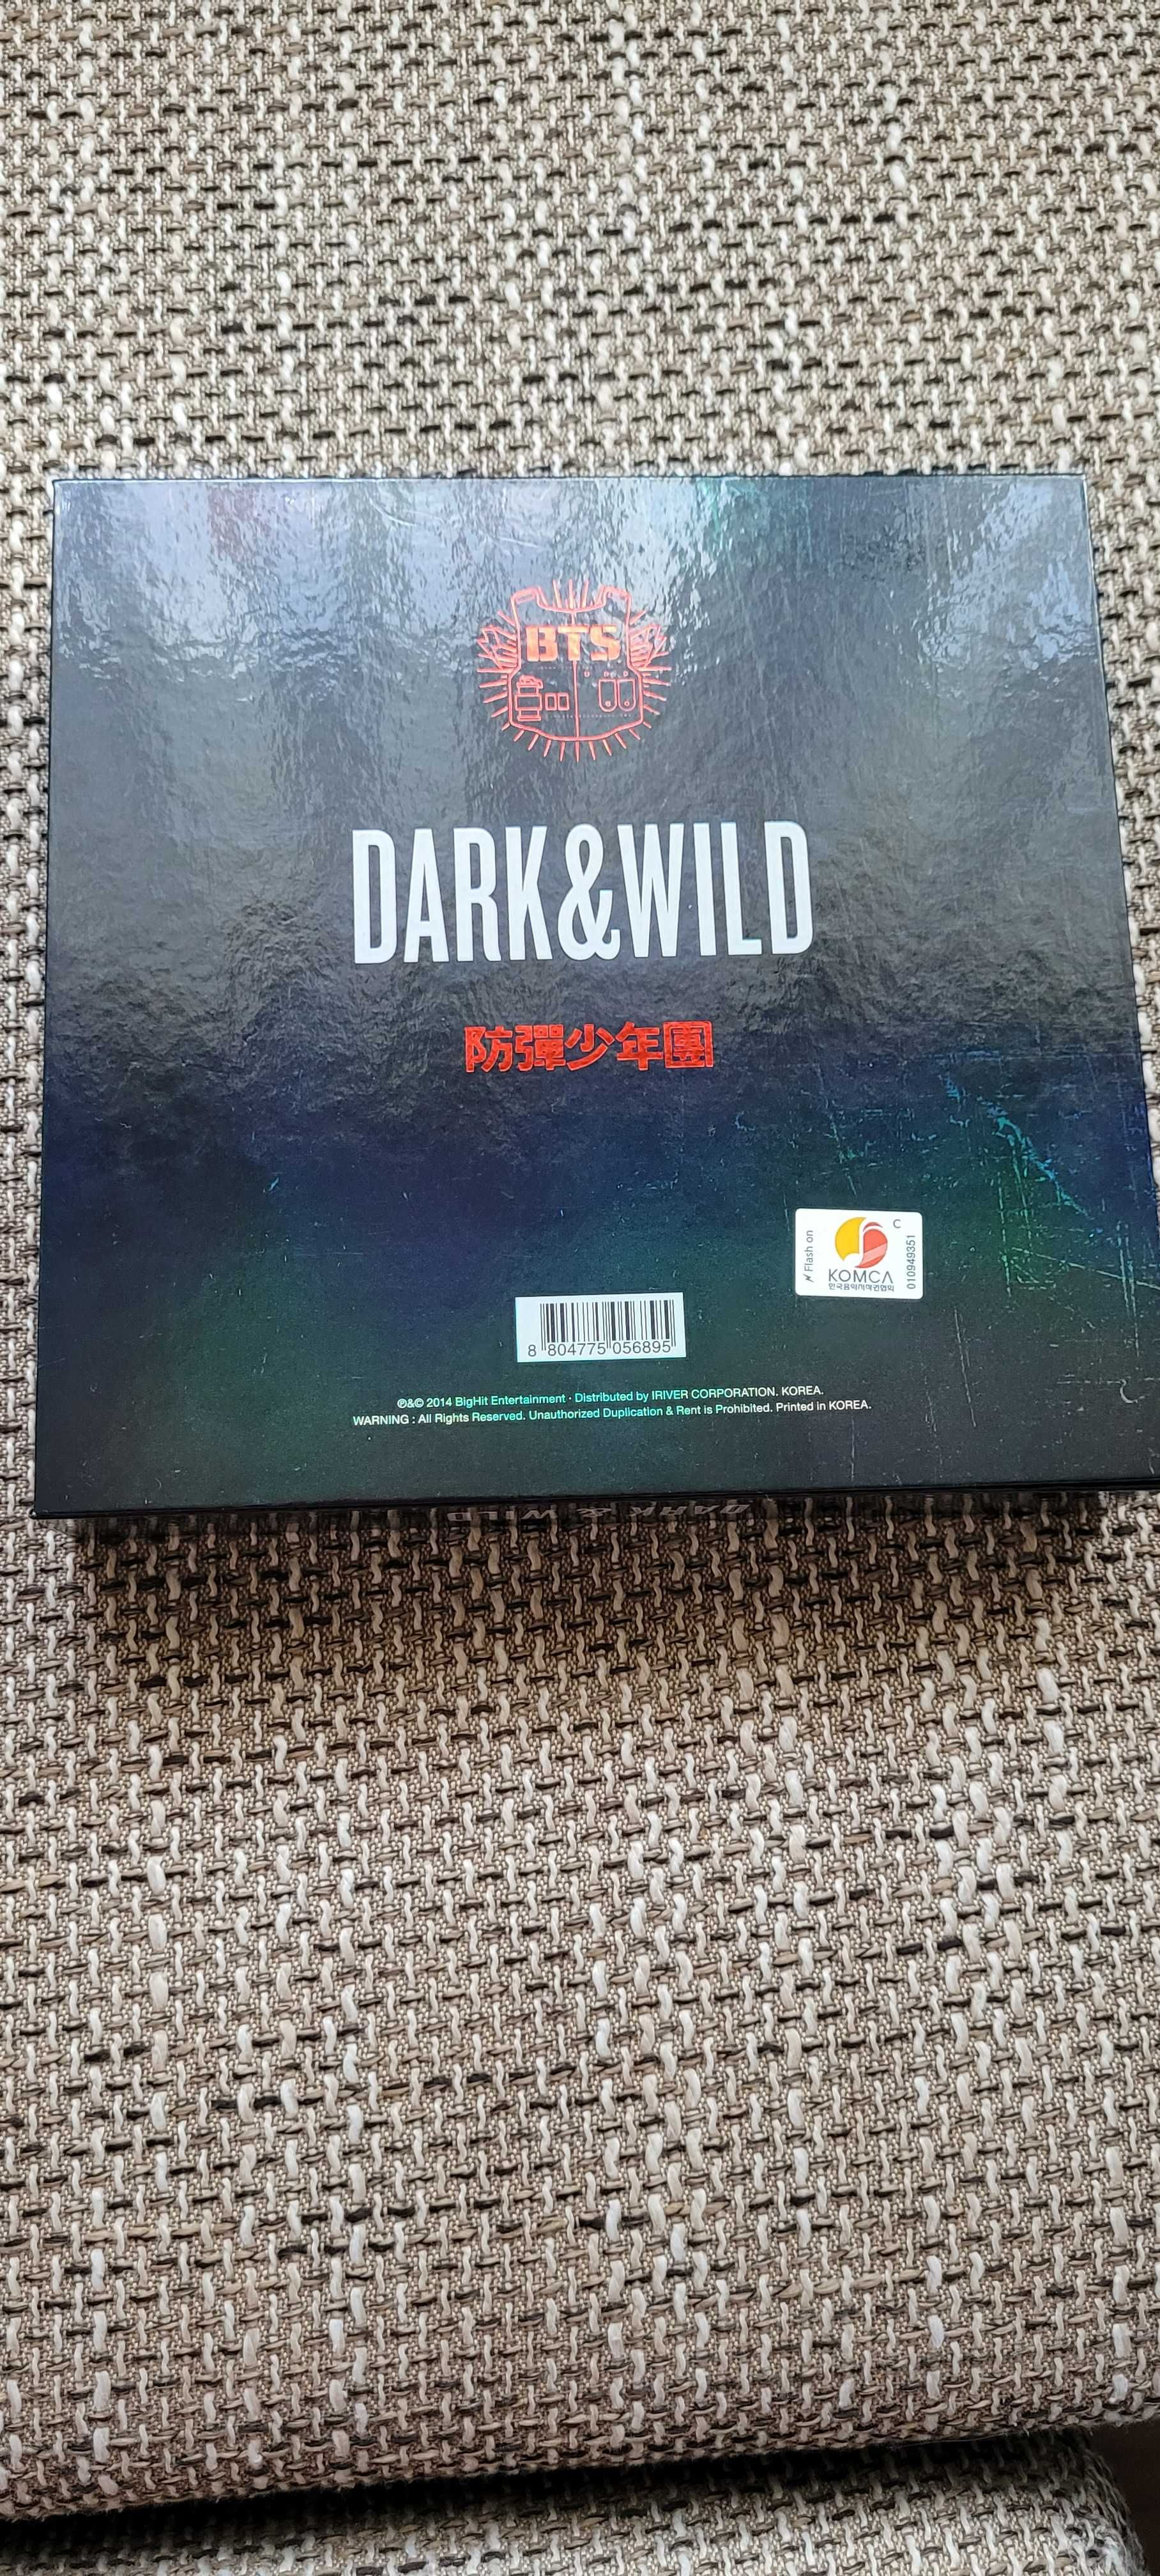 BTS
DARK&WILD
防彈少年團
Flash on
C
KOMCA
한국음악저작권협회
010949351
8 804775 056895
℗&© 2014 BigHit Entertainment · Distributed by IRIVER CORPORATION. KOREA.
WARNING : All Rights Reserved. Unauthorized Duplication & Rent is Prohibited. Printed in KOREA.
DARK & WILD